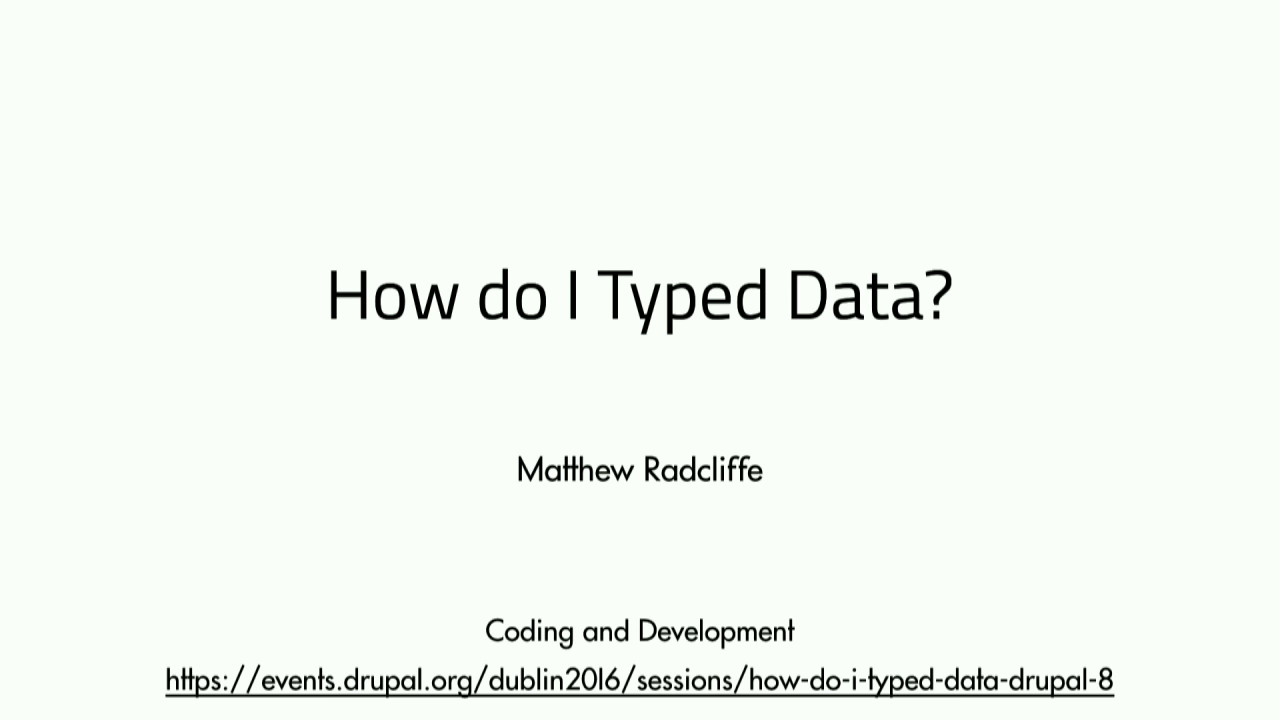 How do I Typed Data?
Matthew Radcliffe
Coding and Development
https://events.drupal.org/dublin2016/sessions/how-do-i-typed-data-drupal-8